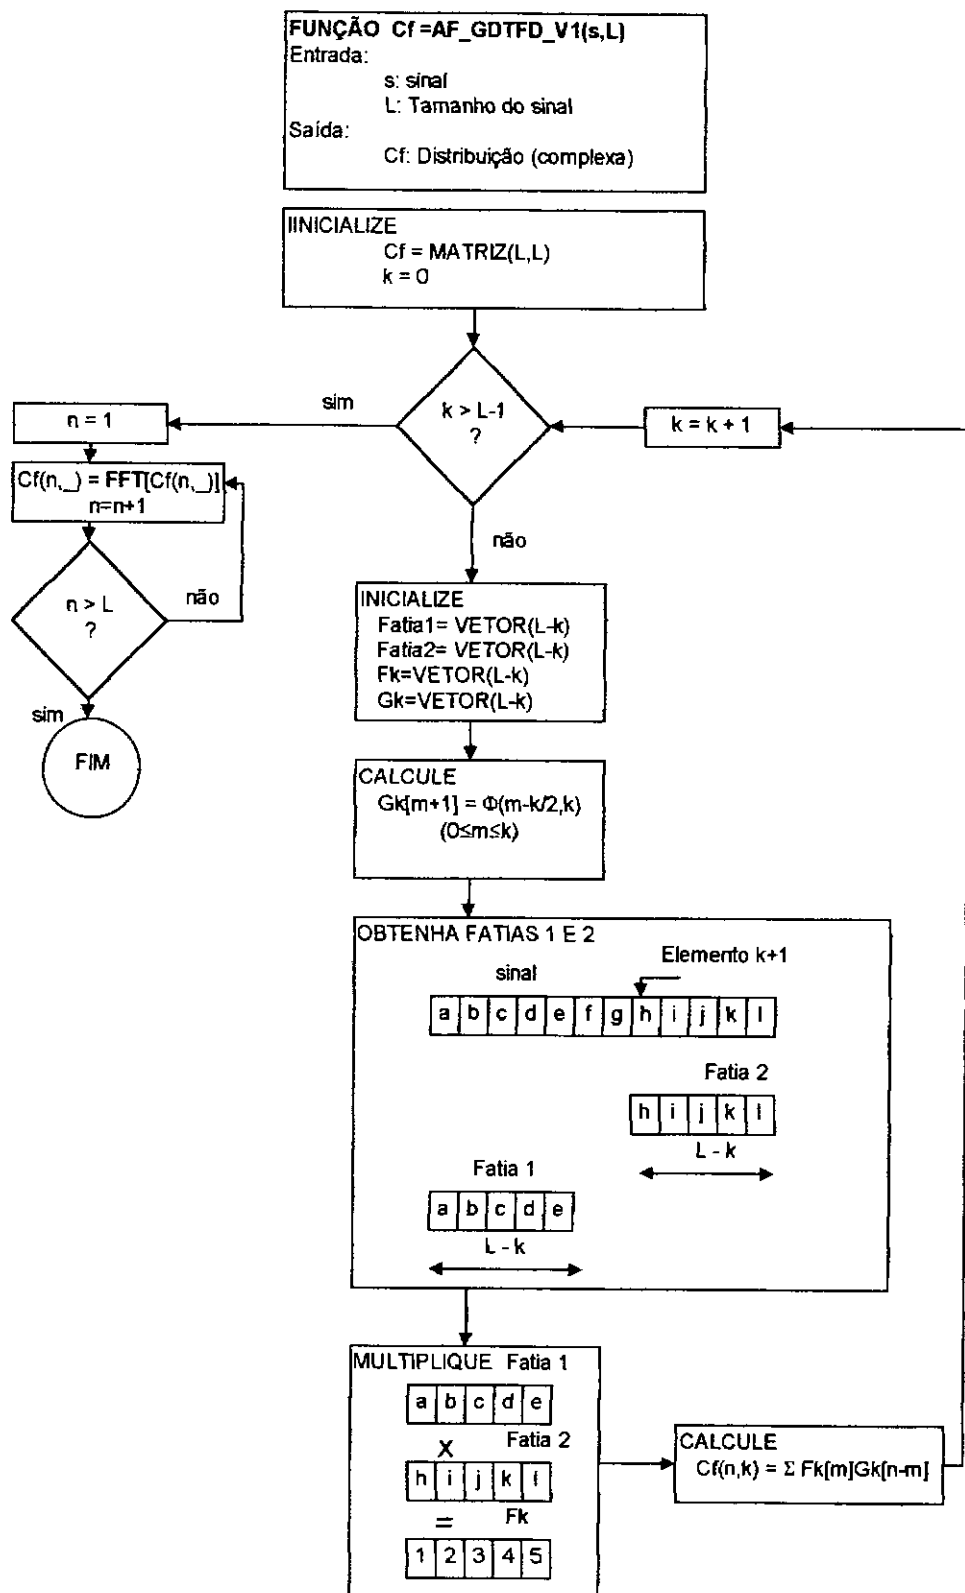 FUNÇÃO Cf =AF_GDTFD_V1(s,L)
Entrada:
s: sinal
L: Tamanho do sinal
Saída:
Cf: Distribuição (complexa)
IINICIALIZE
Cf = MATRIZ(L,L)
k = 0
k > L-1
?
sim
não
k = k + 1
n = 1
Cf(n,_) = FFT[Cf(n,_)]
n=n+1
n > L
?
não
sim
FIM
INICIALIZE
Fatia1= VETOR(L-k)
Fatia2= VETOR(L-k)
Fk=VETOR(L-k)
Gk=VETOR(L-k)
CALCULE
Gk[m+1] = Φ(m-k/2,k)
(0≤m≤k)
OBTENHA FATIAS 1 E 2
Elemento k+1
sinal
a b c d e f g h i j k l
Fatia 2
h i j k l
L - k
Fatia 1
a b c d e
L - k
MULTIPLIQUE Fatia 1
a b c d e
X Fatia 2
h i j k l
= Fk
1 2 3 4 5
CALCULE
Cf(n,k) = Σ Fk[m]Gk[n-m]